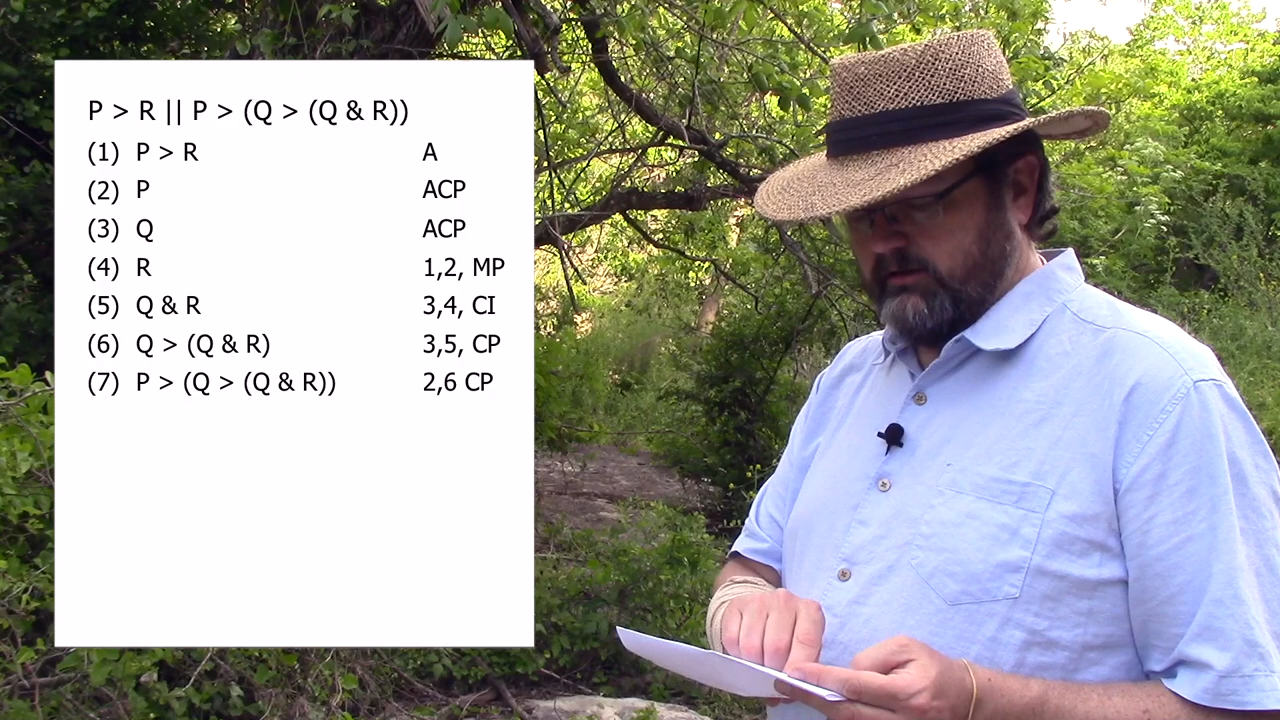 P > R || P > (Q > (Q & R))
(1) P > R A
(2) P ACP
(3) Q ACP
(4) R 1,2, MP
(5) Q & R 3,4, CI
(6) Q > (Q & R) 3,5, CP
(7) P > (Q > (Q & R)) 2,6 CP